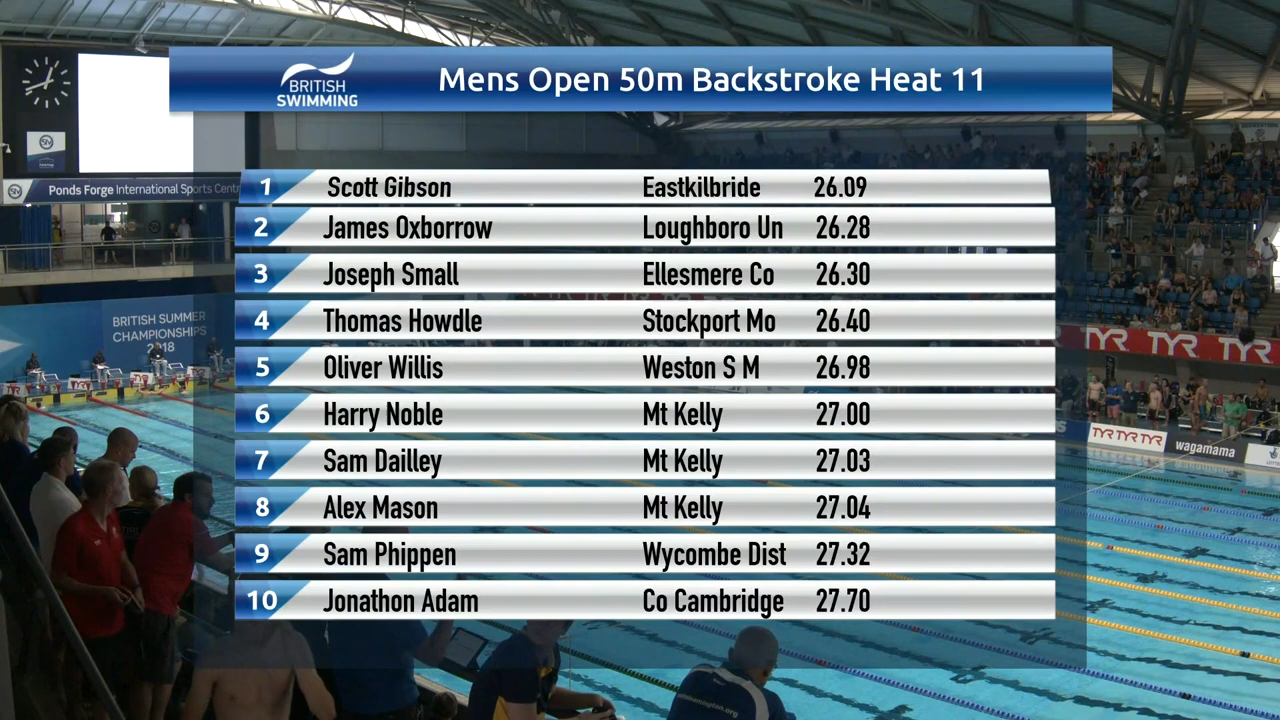 BRITISH
SWIMMING
Mens Open 50m Backstroke Heat 11
1 Scott Gibson Eastkilbride 26.09
2 James Oxborrow Loughboro Un 26.28
3 Joseph Small Ellesmere Co 26.30
4 Thomas Howdle Stockport Mo 26.40
5 Oliver Willis Weston S M 26.98
6 Harry Noble Mt Kelly 27.00
7 Sam Dailley Mt Kelly 27.03
8 Alex Mason Mt Kelly 27.04
9 Sam Phippen Wycombe Dist 27.32
10 Jonathon Adam Co Cambridge 27.70
Ponds Forge International Sports Cent
BRITISH SUMMER
CHAMPIONSHIPS
2018
TYR TYR TYR
TYR TYR TYR
wagamama